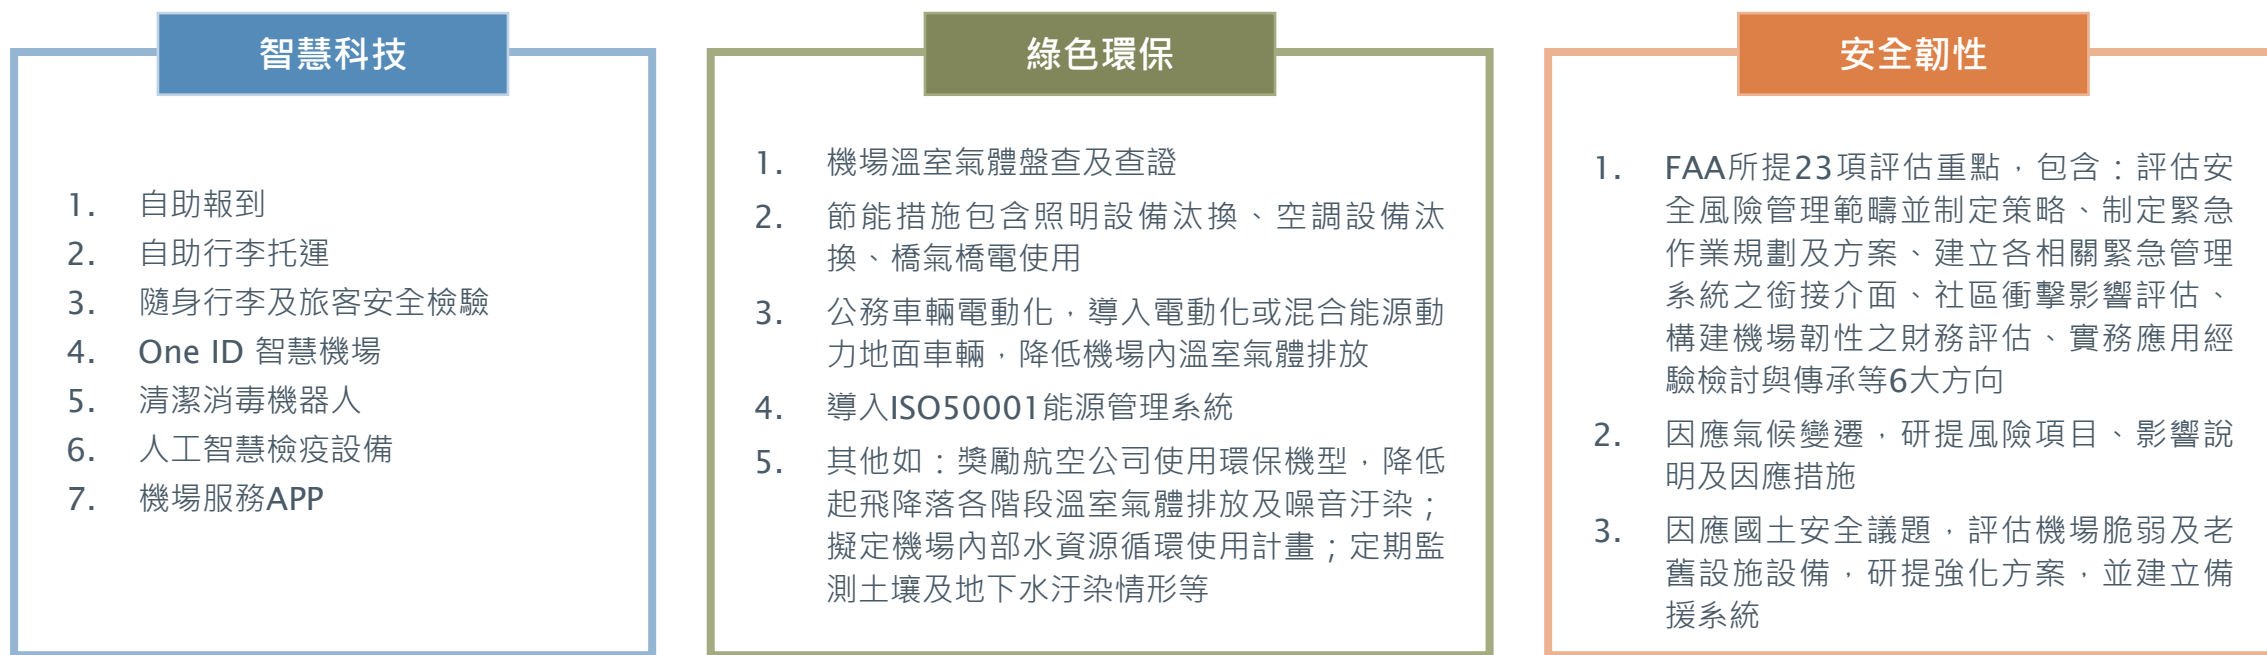 智慧科技
1. 自助報到
2. 自助行李托運
3. 隨身行李及旅客安全檢驗
4. One ID 智慧機場
5. 清潔消毒機器人
6. 人工智慧檢疫設備
7. 機場服務APP
綠色環保
1. 機場溫室氣體盤查及查證
2. 節能措施包含照明設備汰換、空調設備汰
換、橋氣橋電使用
3. 公務車輛電動化，導入電動化或混合能源動
力地面車輛，降低機場內溫室氣體排放
4. 導入ISO50001能源管理系統
5. 其他如：獎勵航空公司使用環保機型，降低
起飛降落各階段溫室氣體排放及噪音汙染；
擬定機場內部水資源循環使用計畫；定期監
測土壤及地下水汙染情形等
安全韌性
1. FAA所提23項評估重點，包含：評估安
全風險管理範疇並制定策略、制定緊急
作業規劃及方案、建立各相關緊急管理
系統之銜接介面、社區衝擊影響評估、
構建機場韌性之財務評估、實務應用經
驗檢討與傳承等6大方向
2. 因應氣候變遷，研提風險項目、影響說
明及因應措施
3. 因應國土安全議題，評估機場脆弱及老
舊設施設備，研提強化方案，並建立備
援系統